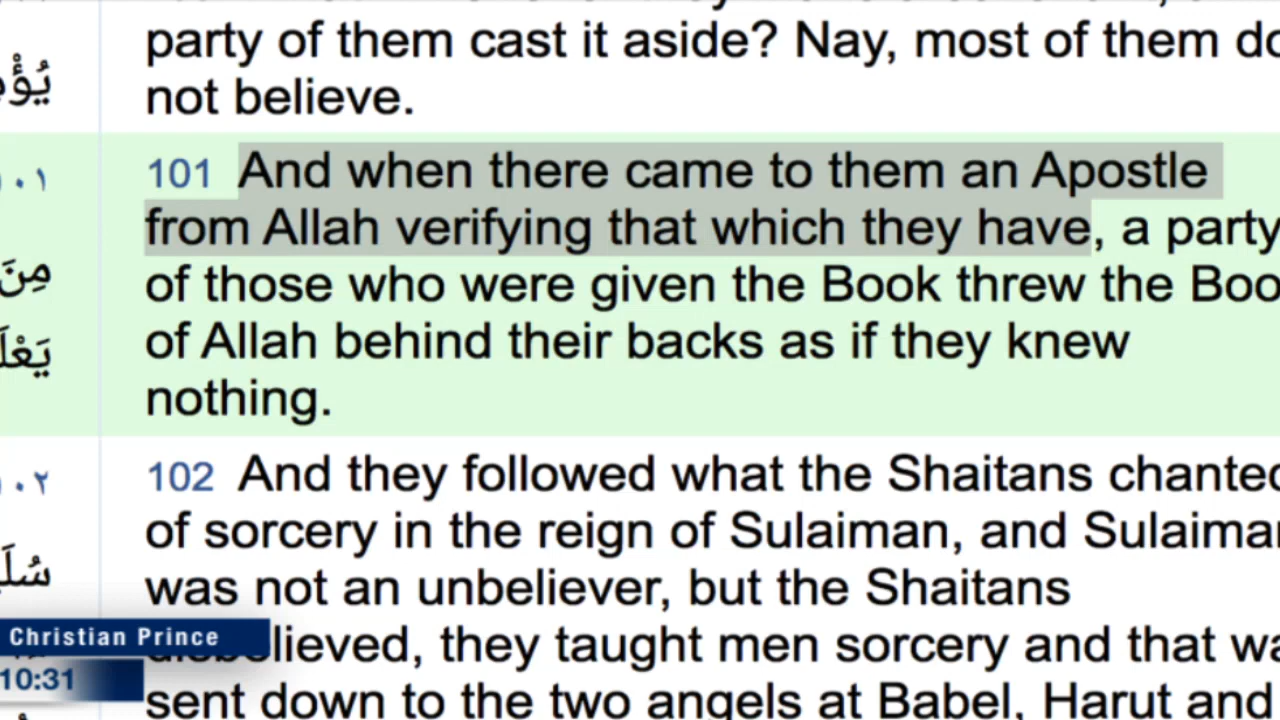 party of them cast it aside? Nay, most of them do
not believe.
101 And when there came to them an Apostle
from Allah verifying that which they have, a party
of those who were given the Book threw the Boo
of Allah behind their backs as if they knew
nothing.
102 And they followed what the Shaitans chanted
of sorcery in the reign of Sulaiman, and Sulaiman
was not an unbeliever, but the Shaitans
disbelieved, they taught men sorcery and that wa
sent down to the two angels at Babel, Harut and
مِنَ
Christian Prince
10:31